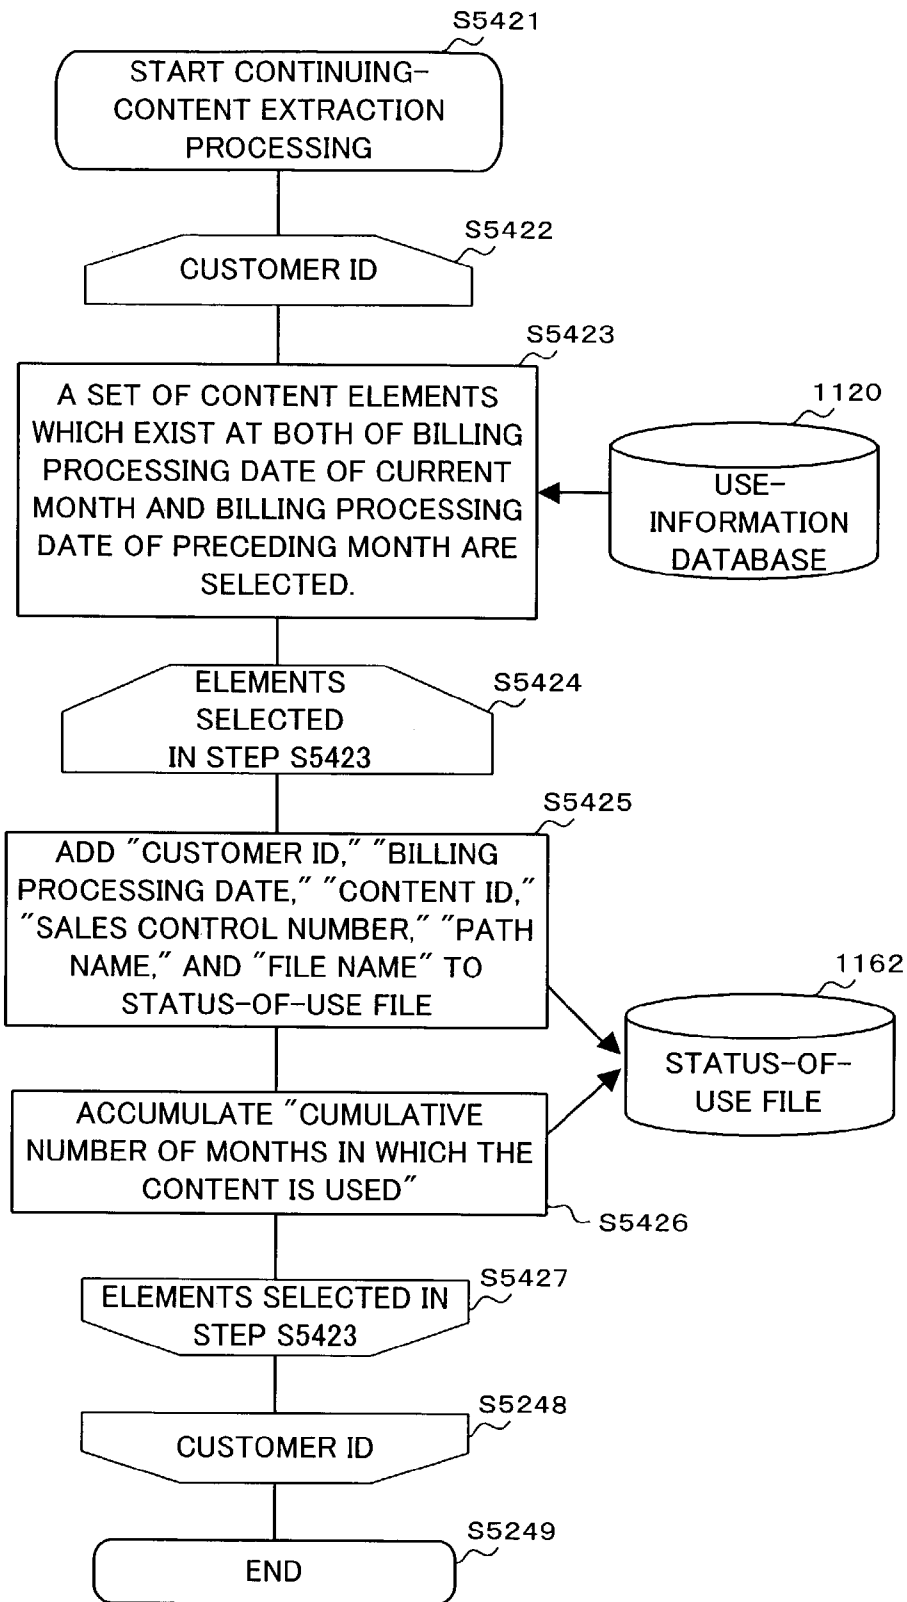 S5421
START CONTINUING-
CONTENT EXTRACTION
PROCESSING
S5422
CUSTOMER ID
S5423
A SET OF CONTENT ELEMENTS
WHICH EXIST AT BOTH OF BILLING
PROCESSING DATE OF CURRENT
MONTH AND BILLING PROCESSING
DATE OF PRECEDING MONTH ARE
SELECTED.
1120
USE-
INFORMATION
DATABASE
S5424
ELEMENTS
SELECTED
IN STEP S5423
S5425
ADD "CUSTOMER ID," "BILLING
PROCESSING DATE," "CONTENT ID,"
"SALES CONTROL NUMBER," "PATH
NAME," AND "FILE NAME" TO
STATUS-OF-USE FILE
1162
STATUS-OF-
USE FILE
ACCUMULATE "CUMULATIVE
NUMBER OF MONTHS IN WHICH THE
CONTENT IS USED"
S5426
S5427
ELEMENTS SELECTED IN
STEP S5423
S5248
CUSTOMER ID
S5249
END